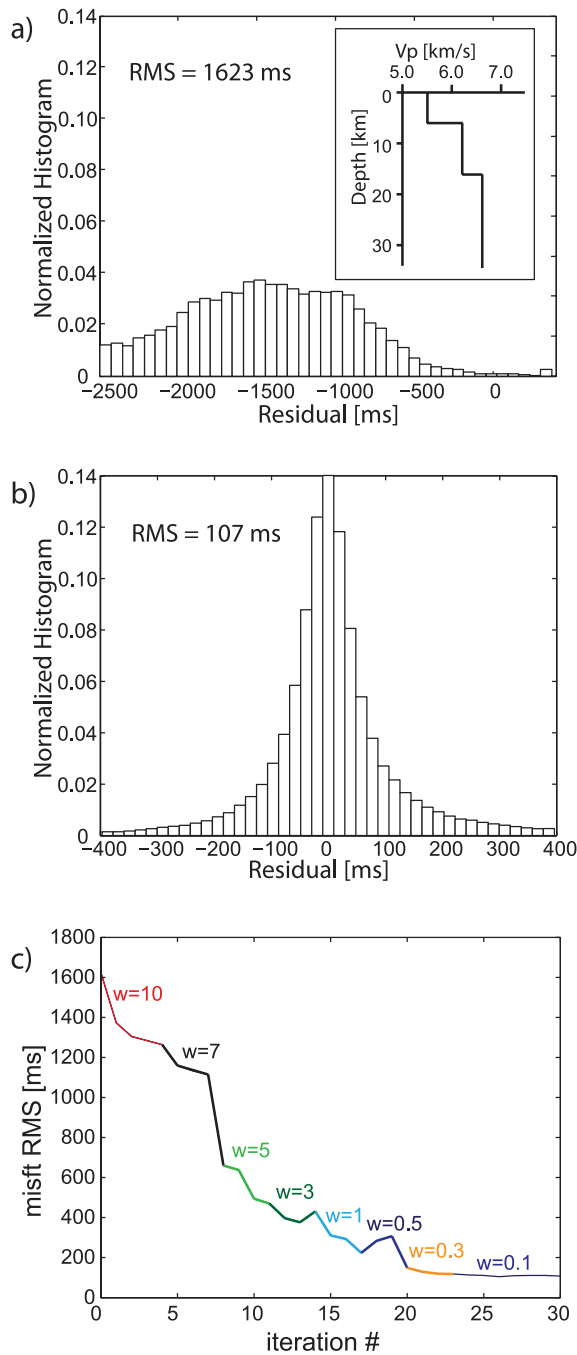 a)
0.14
0.12
0.10
0.08
0.06
0.04
0.02
0
Normalized Histogram
RMS = 1623 ms
Vp [km/s]
5.0 6.0 7.0
0
10
20
30
Depth [km]
−2500 −2000 −1500 −1000 −500 0
Residual [ms]
b)
0.14
0.12
0.10
0.08
0.06
0.04
0.02
0
Normalized Histogram
RMS = 107 ms
−400 −300 −200 −100 0 100 200 300 400
Residual [ms]
c)
1800
1600
1400
1200
1000
800
600
400
200
0
misft RMS [ms]
w=10
w=7
w=5
w=3
w=1
w=0.5
w=0.3
w=0.1
0 5 10 15 20 25 30
iteration #